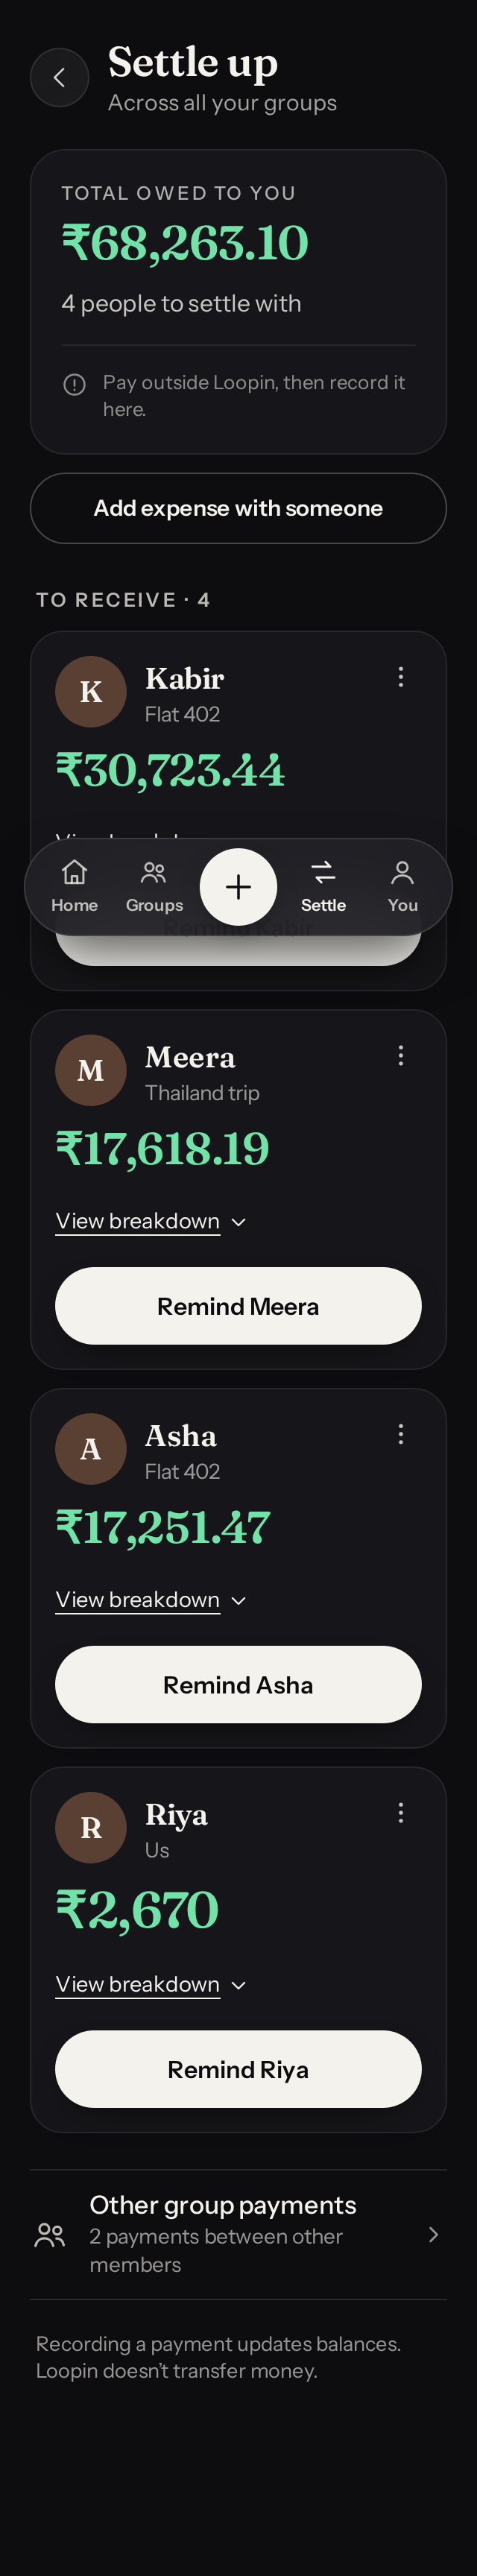 Settle up
Across all your groups
TOTAL OWED TO YOU
₹68,263.10
4 people to settle with
Pay outside Loopin, then record it
here.
Add expense with someone
TO RECEIVE · 4
K
Kabir
Flat 402
₹30,723.44
Home
Groups
Settle
You
Remind Kabir
M
Meera
Thailand trip
₹17,618.19
View breakdown
Remind Meera
A
Asha
Flat 402
₹17,251.47
View breakdown
Remind Asha
R
Riya
Us
₹2,670
View breakdown
Remind Riya
Other group payments
2 payments between other
members
Recording a payment updates balances.
Loopin doesn’t transfer money.